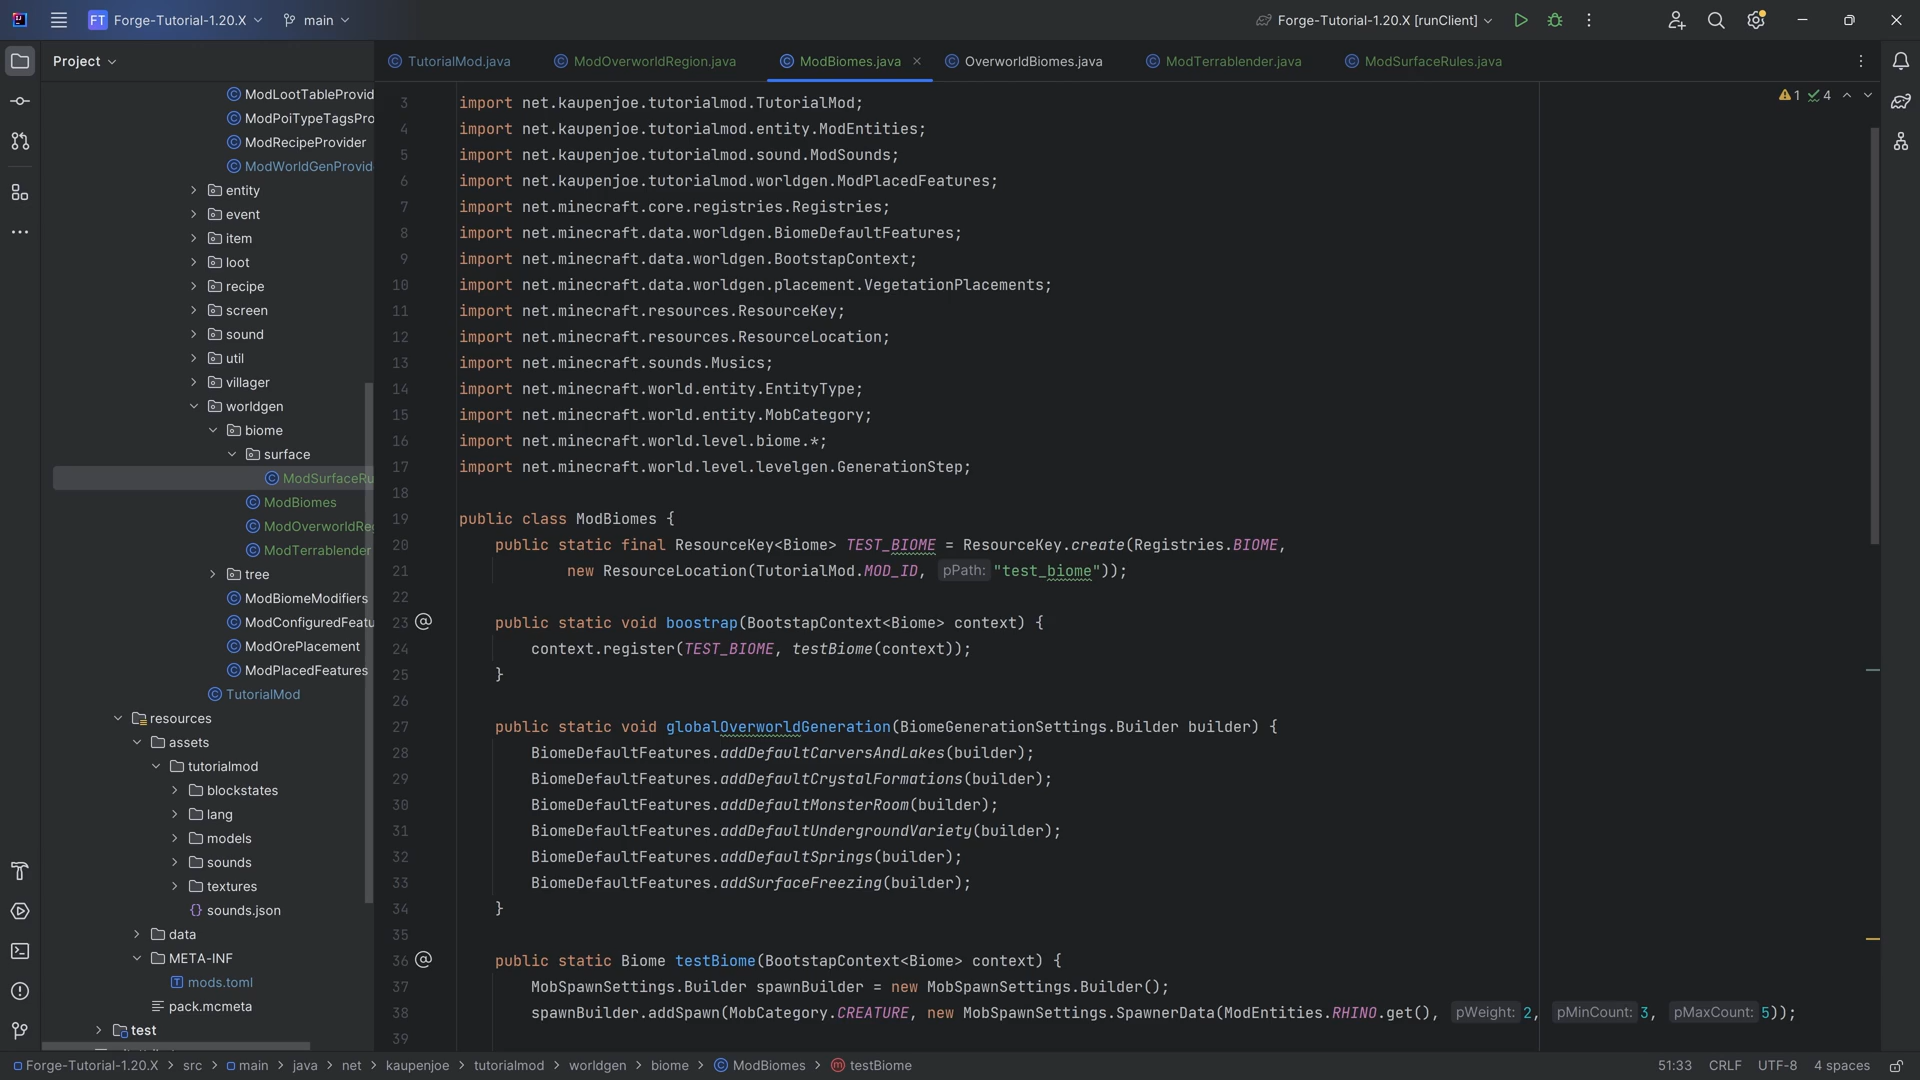 FT Forge-Tutorial-1.20.X main Forge-Tutorial-1.20.X [runClient]
Project
TutorialMod.java ModOverworldRegion.java ModBiomes.java OverworldBiomes.java ModTerrablender.java ModSurfaceRules.java
1 4
ModLootTableProvid
ModPoiTypeTagsPro
ModRecipeProvider
ModWorldGenProvid
entity
event
item
loot
recipe
screen
sound
util
villager
worldgen
biome
surface
ModSurfaceRu
ModBiomes
ModOverworldReg
ModTerrablender
tree
ModBiomeModifiers
ModConfiguredFeatu
ModOrePlacement
ModPlacedFeatures
TutorialMod
resources
assets
tutorialmod
blockstates
lang
models
sounds
textures
sounds.json
data
META-INF
mods.toml
pack.mcmeta
test
3 import net.kaupenjoe.tutorialmod.TutorialMod;
4 import net.kaupenjoe.tutorialmod.entity.ModEntities;
5 import net.kaupenjoe.tutorialmod.sound.ModSounds;
6 import net.kaupenjoe.tutorialmod.worldgen.ModPlacedFeatures;
7 import net.minecraft.core.registries.Registries;
8 import net.minecraft.data.worldgen.BiomeDefaultFeatures;
9 import net.minecraft.data.worldgen.BootstapContext;
10 import net.minecraft.data.worldgen.placement.VegetationPlacements;
11 import net.minecraft.resources.ResourceKey;
12 import net.minecraft.resources.ResourceLocation;
13 import net.minecraft.sounds.Musics;
14 import net.minecraft.world.entity.EntityType;
15 import net.minecraft.world.entity.MobCategory;
16 import net.minecraft.world.level.biome.*;
17 import net.minecraft.world.level.levelgen.GenerationStep;
18
19 public class ModBiomes {
20 public static final ResourceKey<Biome> TEST_BIOME = ResourceKey.create(Registries.BIOME,
21 new ResourceLocation(TutorialMod.MOD_ID, pPath: "test_biome"));
22
23 @ public static void boostrap(BootstapContext<Biome> context) {
24 context.register(TEST_BIOME, testBiome(context));
25 }
26
27 public static void globalOverworldGeneration(BiomeGenerationSettings.Builder builder) {
28 BiomeDefaultFeatures.addDefaultCarversAndLakes(builder);
29 BiomeDefaultFeatures.addDefaultCrystalFormations(builder);
30 BiomeDefaultFeatures.addDefaultMonsterRoom(builder);
31 BiomeDefaultFeatures.addDefaultUndergroundVariety(builder);
32 BiomeDefaultFeatures.addDefaultSprings(builder);
33 BiomeDefaultFeatures.addSurfaceFreezing(builder);
34 }
35
36 @ public static Biome testBiome(BootstapContext<Biome> context) {
37 MobSpawnSettings.Builder spawnBuilder = new MobSpawnSettings.Builder();
38 spawnBuilder.addSpawn(MobCategory.CREATURE, new MobSpawnSettings.SpawnerData(ModEntities.RHINO.get(), pWeight: 2, pMinCount: 3, pMaxCount: 5));
39
Forge-Tutorial-1.20.X > src > main > java > net > kaupenjoe > tutorialmod > worldgen > biome > ModBiomes > testBiome 51:33 CRLF UTF-8 4 spaces